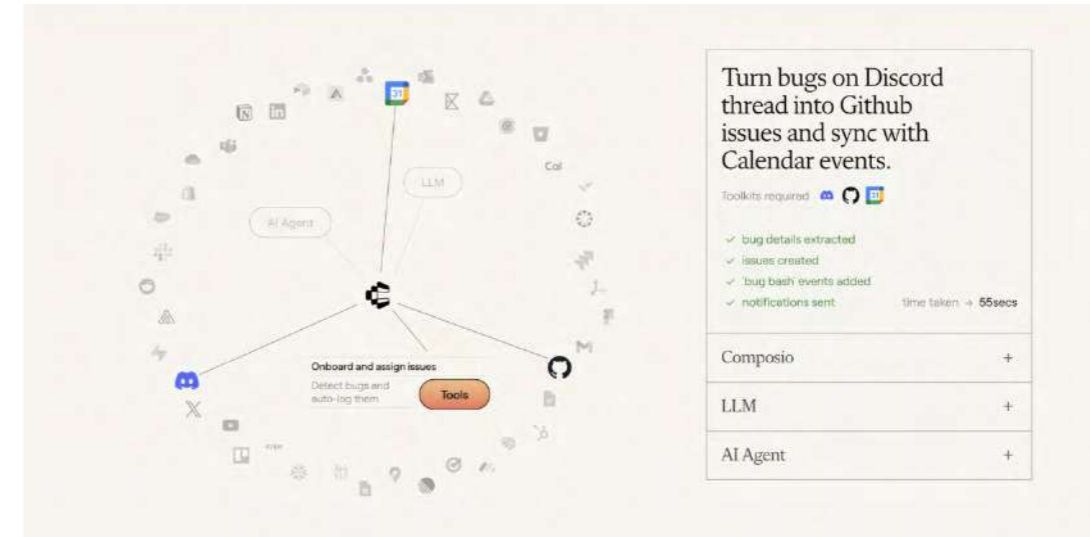 31
Cal
LLM
AI Agent
Onboard and assign issues
Detect bugs and
auto-log them
Tools
Turn bugs on Discord
thread into Github
issues and sync with
Calendar events.
Toolkits required
31
✓ bug details extracted
✓ issues created
✓ 'bug bash' events added
✓ notifications sent
time taken → 55secs
Composio +
LLM +
AI Agent +